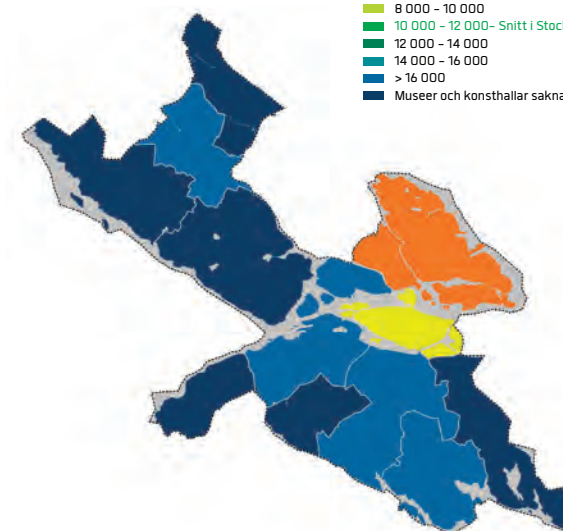 8 000 – 10 000
10 000 – 12 000– Snitt i
12 000 – 14 000
14 000 – 16 000
> 16 000
Museer och konsthallar